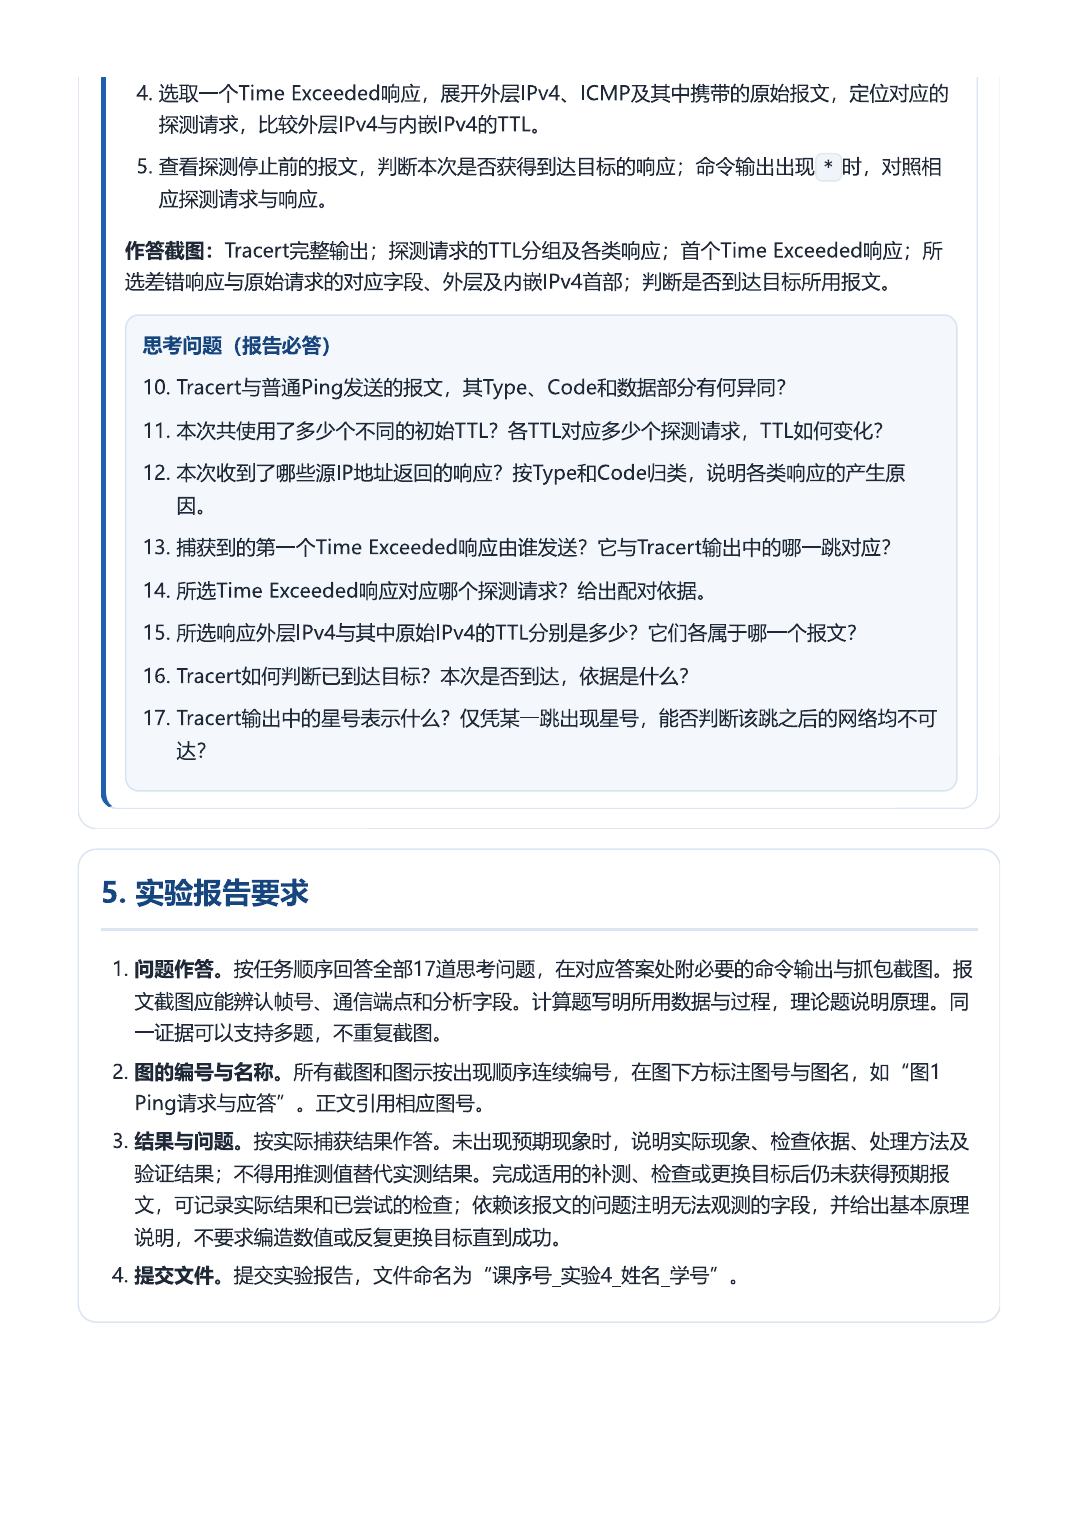 4. 选取一个Time Exceeded响应，展开外层IPv4、ICMP及其中携带的原始报文，定位对应的
探测请求，比较外层IPv4与内嵌IPv4的TTL。
5. 查看探测停止前的报文，判断本次是否获得到达目标的响应；命令输出出现 * 时，对照相
应探测请求与响应。
作答截图：Tracert完整输出；探测请求的TTL分组及各类响应；首个Time Exceeded响应；所
选差错响应与原始请求的对应字段、外层及内嵌IPv4首部；判断是否到达目标所用报文。
思考问题（报告必答）
10. Tracert与普通Ping发送的报文，其Type、Code和数据部分有何异同？
11. 本次共使用了多少个不同的初始TTL？各TTL对应多少个探测请求，TTL如何变化？
12. 本次收到了哪些源IP地址返回的响应？按Type和Code归类，说明各类响应的产生原
因。
13. 捕获到的第一个Time Exceeded响应由谁发送？它与Tracert输出中的哪一跳对应？
14. 所选Time Exceeded响应对应哪个探测请求？给出配对依据。
15. 所选响应外层IPv4与其中原始IPv4的TTL分别是多少？它们各属于哪一个报文？
16. Tracert如何判断已到达目标？本次是否到达，依据是什么？
17. Tracert输出中的星号表示什么？仅凭某一跳出现星号，能否判断该跳之后的网络均不可
达？
5. 实验报告要求
1. 问题作答。按任务顺序回答全部17道思考问题，在对应答案处附必要的命令输出与抓包截图。报
文截图应能辨认帧号、通信端点和分析字段。计算题写明所用数据与过程，理论题说明原理。同
一证据可以支持多题，不重复截图。
2. 图的编号与名称。所有截图和图示按出现顺序连续编号，在图下方标注图号与图名，如“图1
Ping请求与应答”。正文引用相应图号。
3. 结果与问题。按实际捕获结果作答。未出现预期现象时，说明实际现象、检查依据、处理方法及
验证结果；不得用推测值替代实测结果。完成适用的补测、检查或更换目标后仍未获得预期报
文，可记录实际结果和已尝试的检查；依赖该报文的问题注明无法观测的字段，并给出基本原理
说明，不要求编造数值或反复更换目标直到成功。
4. 提交文件。提交实验报告，文件命名为“课序号_实验4_姓名_学号”。